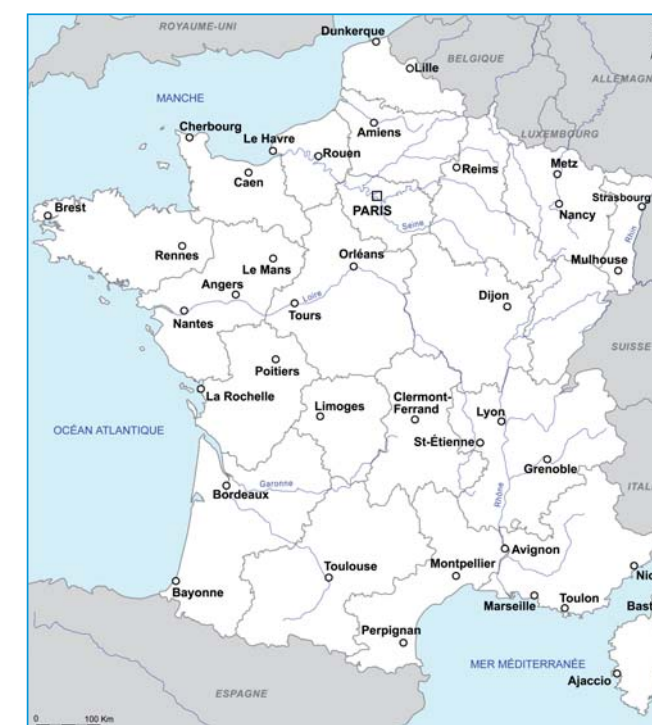 ROYAUME-UNI
Dunkerque
Lille
BELGIQUE
ALLEMAGN
MANCHE
Cherbourg
Le Havre
Amiens
LUXEMBOURG
Rouen
Reims
Metz
Caen
PARIS
Strasbourg
Brest
Seine
Nancy
Rhin
Rennes
Le Mans
Orléans
Mulhouse
Angers
Loire
Dijon
Nantes
Tours
SUISSE
Poitiers
La Rochelle
Limoges
Clermont-
Ferrand
Lyon
OCÉAN ATLANTIQUE
St-Étienne
Grenoble
Garonne
Bordeaux
Rhône
ITAL
Avignon
Toulouse
Montpellier
Nic
Bayonne
Marseille
Toulon
Bast
Perpignan
MER MÉDITERRANÉE
Ajaccio
ESPAGNE
0 100 Km